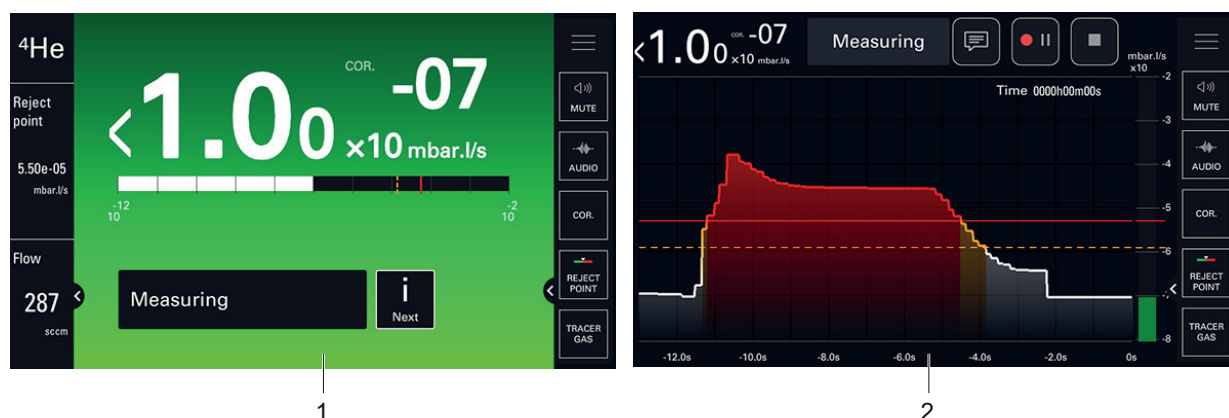 ⁴He
Reject
point
5.50e-05
mbar.l/s
Flow
287
sccm
<1.00 ×10 COR. -07 mbar.l/s
10 -12
10 -2
Measuring
i
Next
MUTE
AUDIO
COR.
REJECT
POINT
TRACER
GAS
1
<1.00 ×10 COR. -07 mbar.l/s
Measuring
mbar.l/s
x10
Time 0000h00m00s
-2
-3
-4
-5
-6
-7
-8
-12.0s -10.0s -8.0s -6.0s -4.0s -2.0s 0s
MUTE
AUDIO
COR.
REJECT
POINT
TRACER
GAS
2